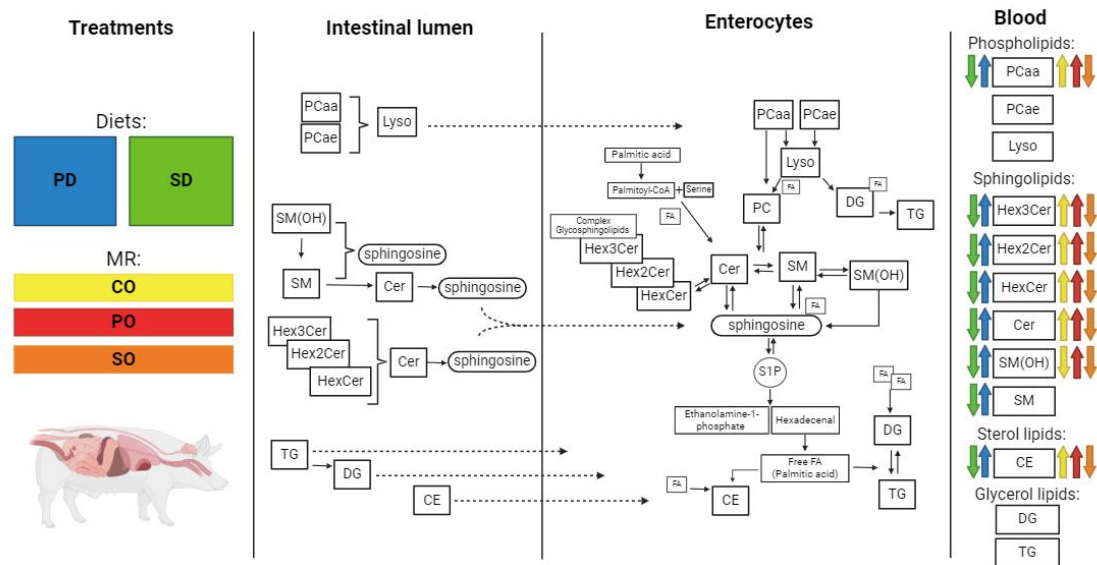 Treatments
Diets:
PD
SD
MR:
CO
PO
SO
Intestinal lumen
PCaa
PCae
Lyso
SM(OH)
sphingosine
SM
Cer
sphingosine
Hex3Cer
Hex2Cer
HexCer
Cer
sphingosine
TG
DG
CE
Enterocytes
PCaa
PCae
Lyso
Palmitic acid
Palmitoyl-CoA
+
Serine
FA
FA
PC
DG
FA
TG
Complex
Glycosphingolipids
Hex3Cer
Hex2Cer
HexCer
Cer
SM
SM(OH)
FA
sphingosine
S1P
Ethanolamine-1-
phosphate
Hexadecenal
Free FA
(Palmitic acid)
FA
CE
FA
FA
DG
TG
Blood
Phospholipids:
PCaa
PCae
Lyso
Sphingolipids:
Hex3Cer
Hex2Cer
HexCer
Cer
SM(OH)
SM
Sterol lipids:
CE
Glycerol lipids:
DG
TG